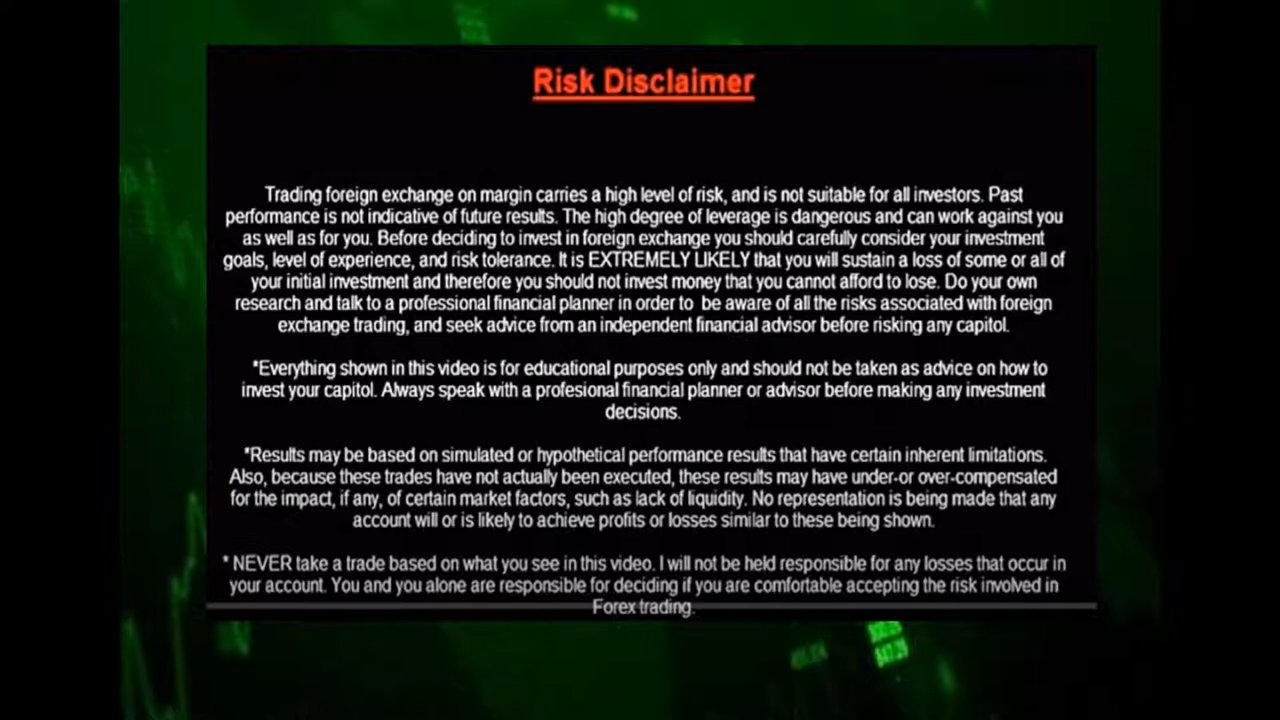 Risk Disclaimer
Trading foreign exchange on margin carries a high level of risk, and is not suitable for all investors. Past
performance is not indicative of future results. The high degree of leverage is dangerous and can work against you
as well as for you. Before deciding to invest in foreign exchange you should carefully consider your investment
goals, level of experience, and risk tolerance. It is EXTREMELY LIKELY that you will sustain a loss of some or all of
your initial investment and therefore you should not invest money that you cannot afford to lose. Do your own
research and talk to a professional financial planner in order to be aware of all the risks associated with foreign
exchange trading, and seek advice from an independent financial advisor before risking any capitol.
*Everything shown in this video is for educational purposes only and should not be taken as advice on how to
invest your capitol. Always speak with a profesional financial planner or advisor before making any investment
decisions.
*Results may be based on simulated or hypothetical performance results that have certain inherent limitations.
Also, because these trades have not actually been executed, these results may have under-or over-compensated
for the impact, if any, of certain market factors, such as lack of liquidity. No representation is being made that any
account will or is likely to achieve profits or losses similar to these being shown.
* NEVER take a trade based on what you see in this video. I will not be held responsible for any losses that occur in
your account. You and you alone are responsible for deciding if you are comfortable accepting the risk involved in
Forex trading.